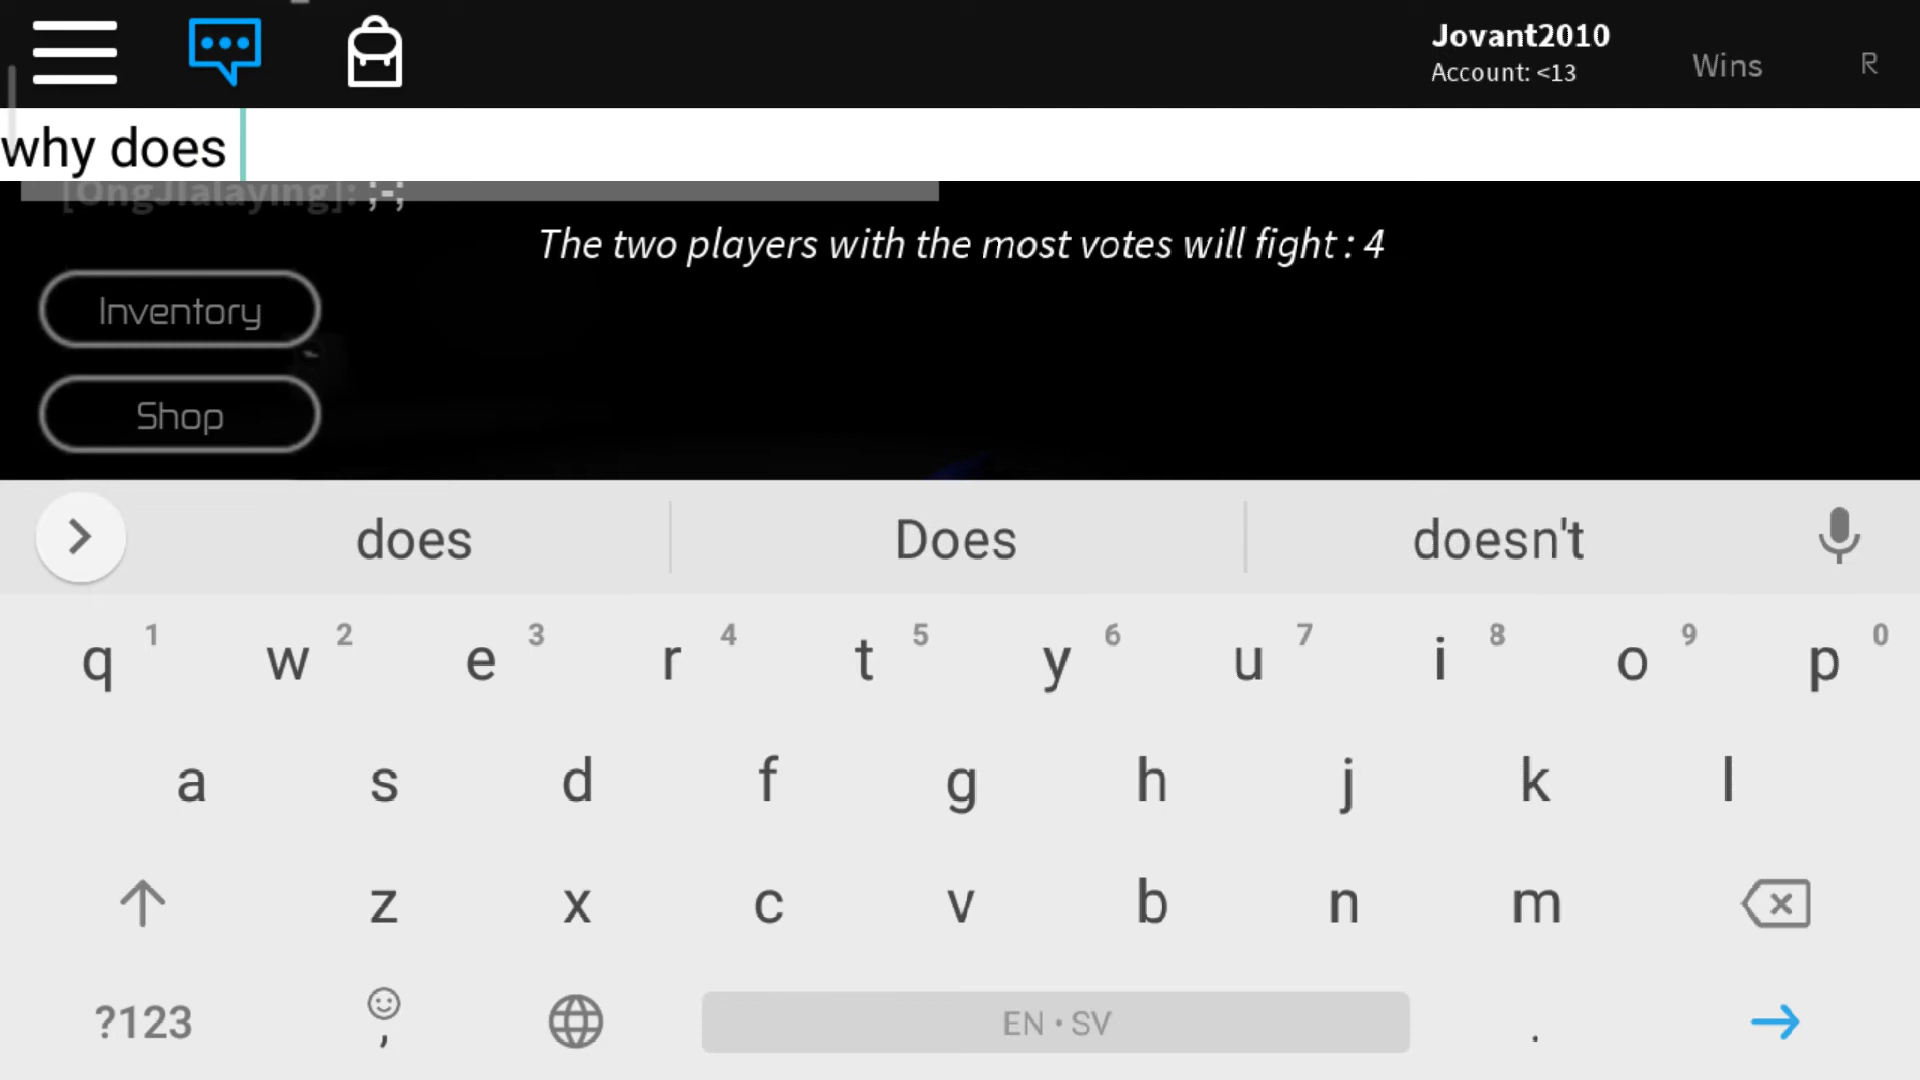 Jovant2010
Account: <13
Wins
R
why does
[OngJIalaying]: ;-;
The two players with the most votes will fight : 4
Inventory
Shop
does Does doesn't
q 1 w 2 e 3 r 4 t 5 y 6 u 7 i 8 o 9 p 0
a s d f g h j k l
z x c v b n m
?123 , EN • SV .